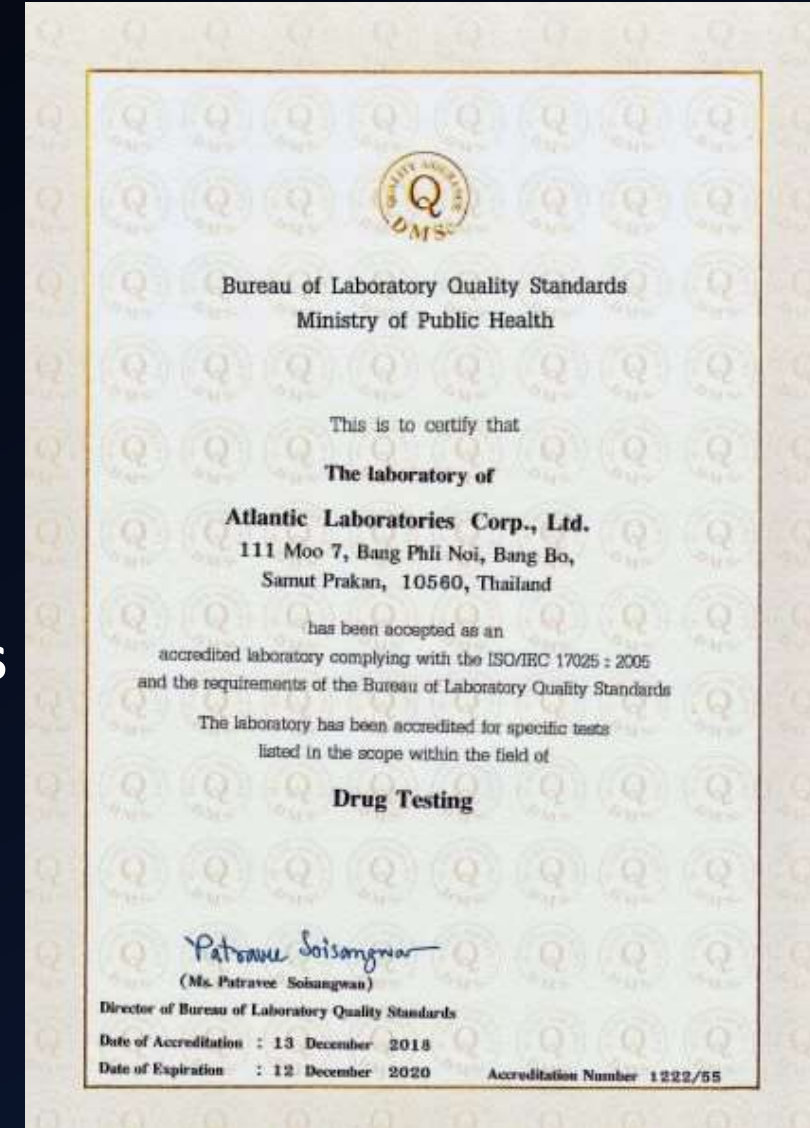 QUALITY ASSURANCE
Q
DMSc
Bureau of Laboratory Quality Standards
Ministry of Public Health
This is to certify that
The laboratory of
Atlantic Laboratories Corp., Ltd.
111 Moo 7, Bang Phli Noi, Bang Bo,
Samut Prakan, 10560, Thailand
has been accepted as an
accredited laboratory complying with the ISO/IEC 17025 : 2005
and the requirements of the Bureau of Laboratory Quality Standards
The laboratory has been accredited for specific tests
listed in the scope within the field of
Drug Testing
Patravee Soisangwan
(Ms. Patravee Soisangwan)
Director of Bureau of Laboratory Quality Standards
Date of Accreditation : 13 December 2018
Date of Expiration : 12 December 2020
Accreditation Number 1222/55
s